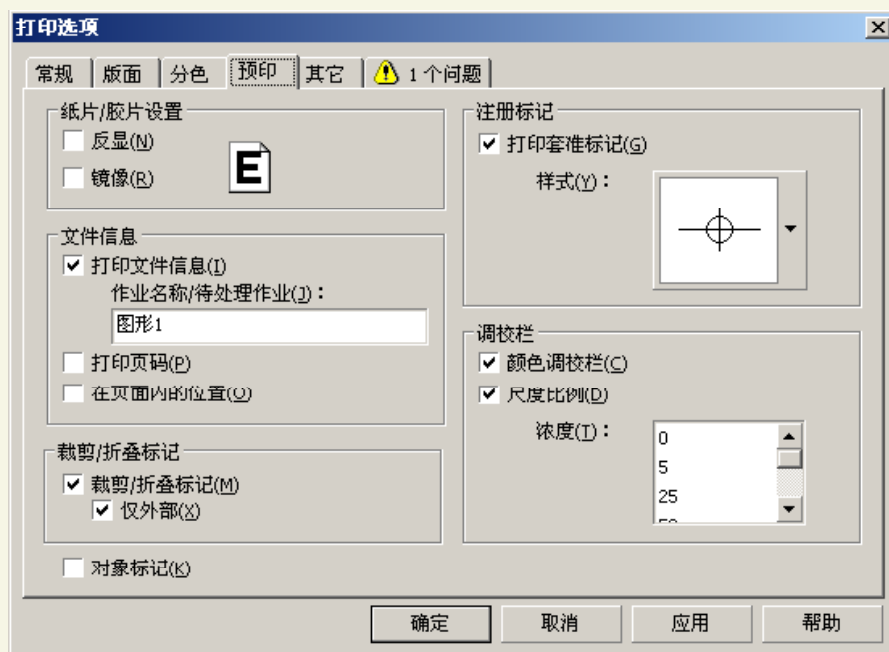 打印选项
常规 版面 分色 预印 其它 1 个问题
纸片/胶片设置
反显(N)
镜像(R)
E
文件信息
打印文件信息(I)
作业名称/待处理作业(J)：
图形1
打印页码(P)
在页面内的位置(O)
裁剪/折叠标记
裁剪/折叠标记(M)
仅外部(X)
对象标记(K)
注册标记
打印套准标记(G)
样式(Y)：
调校栏
颜色调校栏(C)
尺度比例(D)
浓度(T)：
0
5
25
确定 取消 应用 帮助